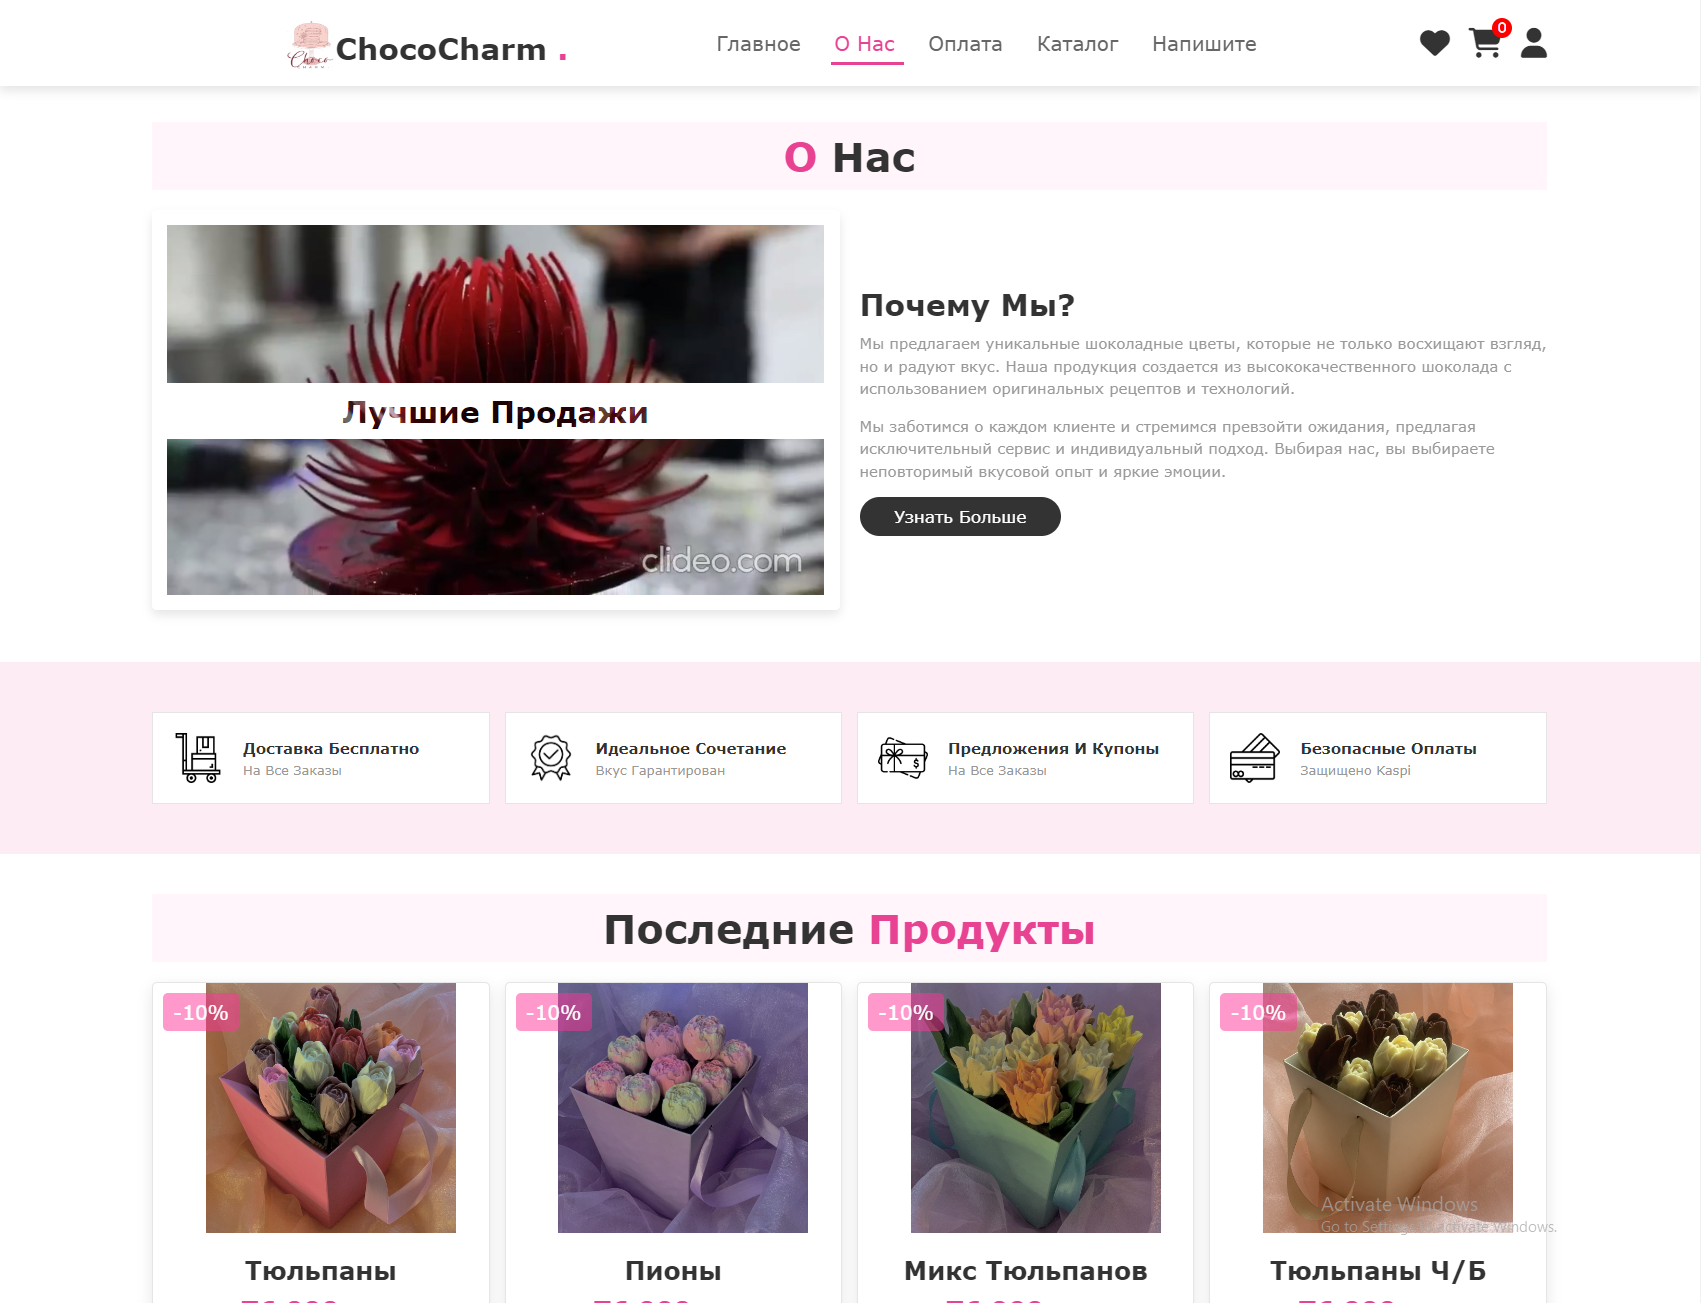 Choco
ChocoCharm .
Главное
О Нас
Оплата
Каталог
Напишите
0
О Нас
Лучшие Продажи
clideo.com
Почему Мы?
Мы предлагаем уникальные шоколадные цветы, которые не только восхищают взгляд,
но и радуют вкус. Наша продукция создается из высококачественного шоколада с
использованием оригинальных рецептов и технологий.
Мы заботимся о каждом клиенте и стремимся превзойти ожидания, предлагая
исключительный сервис и индивидуальный подход. Выбирая нас, вы выбираете
неповторимый вкусовой опыт и яркие эмоции.
Узнать Больше
Доставка Бесплатно
На Все Заказы
Идеальное Сочетание
Вкус Гарантирован
Предложения И Купоны
На Все Заказы
Безопасные Оплаты
Защищено Kaspi
Последние Продукты
-10%
-10%
-10%
-10%
Activate Windows
Go to Settings to activate Windows.
Тюльпаны
Пионы
Микс Тюльпанов
Тюльпаны Ч/Б